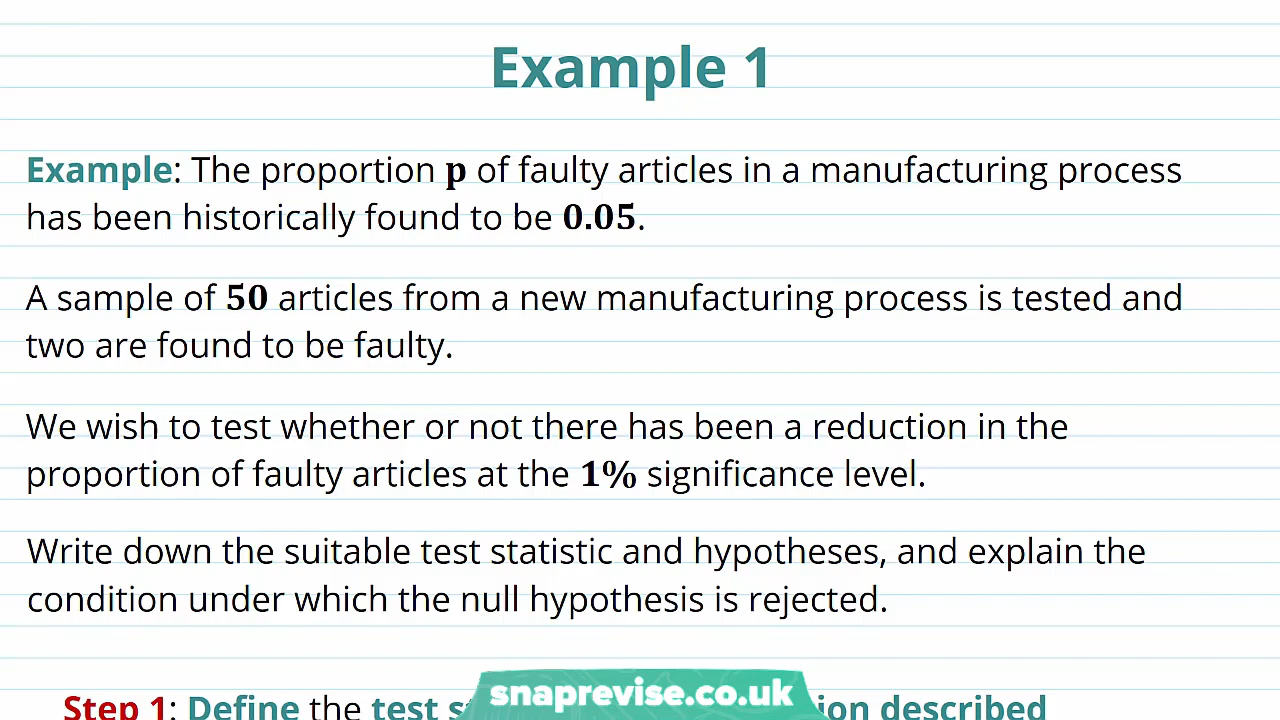 Example 1
Example: The proportion p of faulty articles in a manufacturing process
has been historically found to be 0.05.
A sample of 50 articles from a new manufacturing process is tested and
two are found to be faulty.
We wish to test whether or not there has been a reduction in the
proportion of faulty articles at the 1% significance level.
Write down the suitable test statistic and hypotheses, and explain the
condition under which the null hypothesis is rejected.
snaprevise.co.uk
Step 1: Define the test described